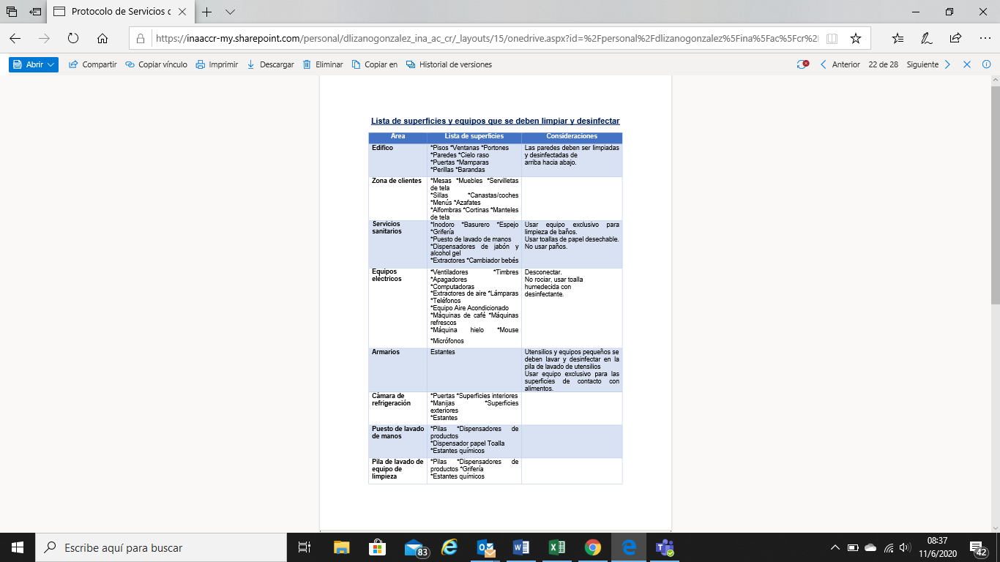 Protocolo de Servicios d
https://inaaccr-my.sharepoint.com/personal/dlizanogonzalez_ina_ac_cr/_layouts/15/onedrive.aspx?id=%2Fpersonal%2Fdlizanogonzalez%5Fina%5Fac%5Fcr%2
Abrir Compartir Copiar vínculo Imprimir Descargar Eliminar Copiar en Historial de versiones Anterior 22 de 28 Siguiente
Lista de superficies y equipos que se deben limpiar y desinfectar
Area Lista de superficies Consideraciones
Edifico
*Pisos *Ventanas *Portones
*Paredes *Cielo raso
*Puertas *Mamparas
*Perillas *Barandas
Las paredes deben ser limpiadas
y desinfectadas de
arriba hacia abajo.
Zona de clientes
*Mesas *Muebles *Servilletas
de tela
*Sillas *Canastas/coches
*Menús *Azafates
*Alfombras *Cortinas *Manteles
de tela
Servicios
sanitarios
*Inodoro *Basurero *Espejo
*Grifería
*Puesto de lavado de manos
*Dispensadores de jabón y
alcohol gel
*Extractores *Cambiador bebés
Usar equipo exclusivo para
limpieza de baños.
Usar toallas de papel desechable.
No usar paños.
Equipos
eléctricos
*Ventiladores *Timbres
*Apagadores
*Computadoras
*Extractores de aire *Lámparas
*Teléfonos
*Equipo Aire Acondicionado
*Máquinas de café *Máquinas
refrescos
*Máquina hielo *Mouse
*Micrófonos
Desconectar.
No rociar, usar toalla
humedecida con
desinfectante.
Armarios
Estantes
Utensilios y equipos pequeños se
deben lavar y desinfectar en la
pila de lavado de utensilios
Usar equipo exclusivo para las
superficies de contacto con
alimentos.
Cámara de
refrigeración
*Puertas *Superficies interiores
*Manijas *Superficies
exteriores
*Estantes
Puesto de lavado
de manos
*Pilas *Dispensadores de
productos
*Dispensador papel Toalla
*Estantes químicos
Pila de lavado de
equipo de
limpieza
*Pilas *Dispensadores de
productos *Grifería
*Estantes químicos
Escribe aquí para buscar
83
08:37
11/6/2020
42